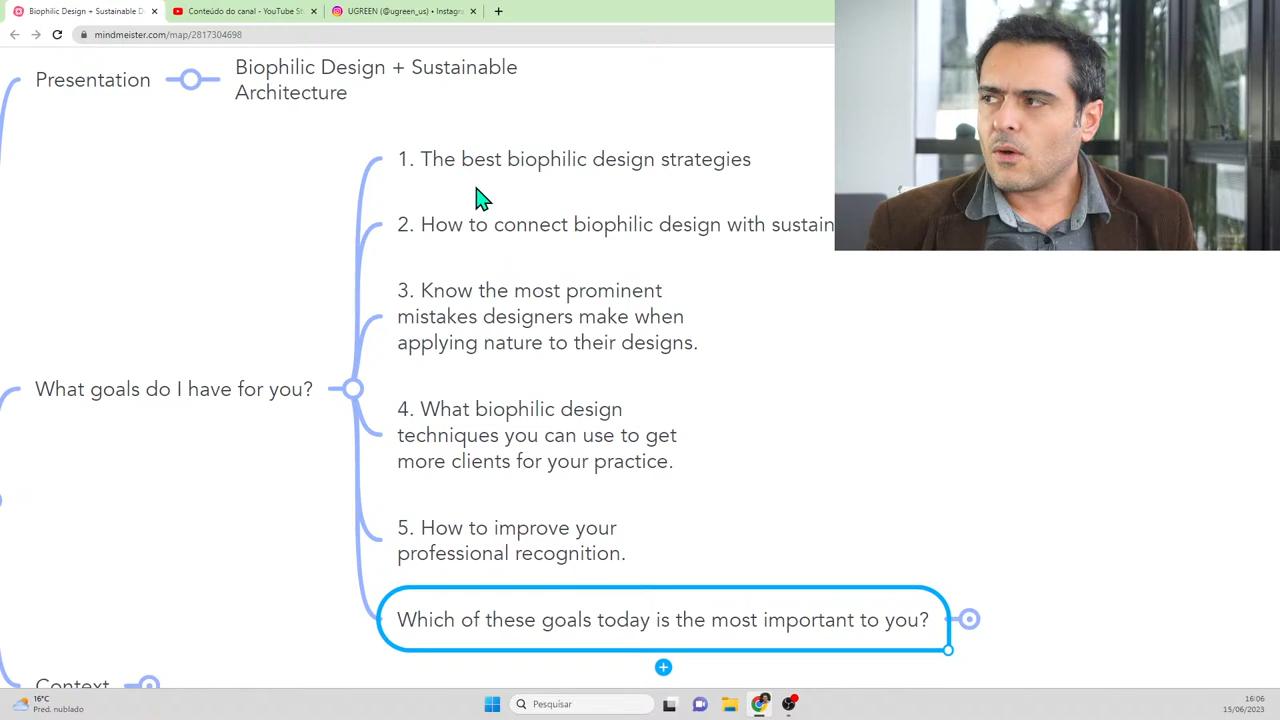 Biophilic Design + Sustainable D
Conteúdo do canal - YouTube St
UGREEN (@ugreen_us) • Instagra
mindmeister.com/map/2817304698
Presentation
Biophilic Design + Sustainable
Architecture
1. The best biophilic design strategies
2. How to connect biophilic design with sustain
3. Know the most prominent
mistakes designers make when
applying nature to their designs.
What goals do I have for you?
4. What biophilic design
techniques you can use to get
more clients for your practice.
5. How to improve your
professional recognition.
Which of these goals today is the most important to you?
Context
16°C
Pred. nublado
Pesquisar
16:06
15/06/2023